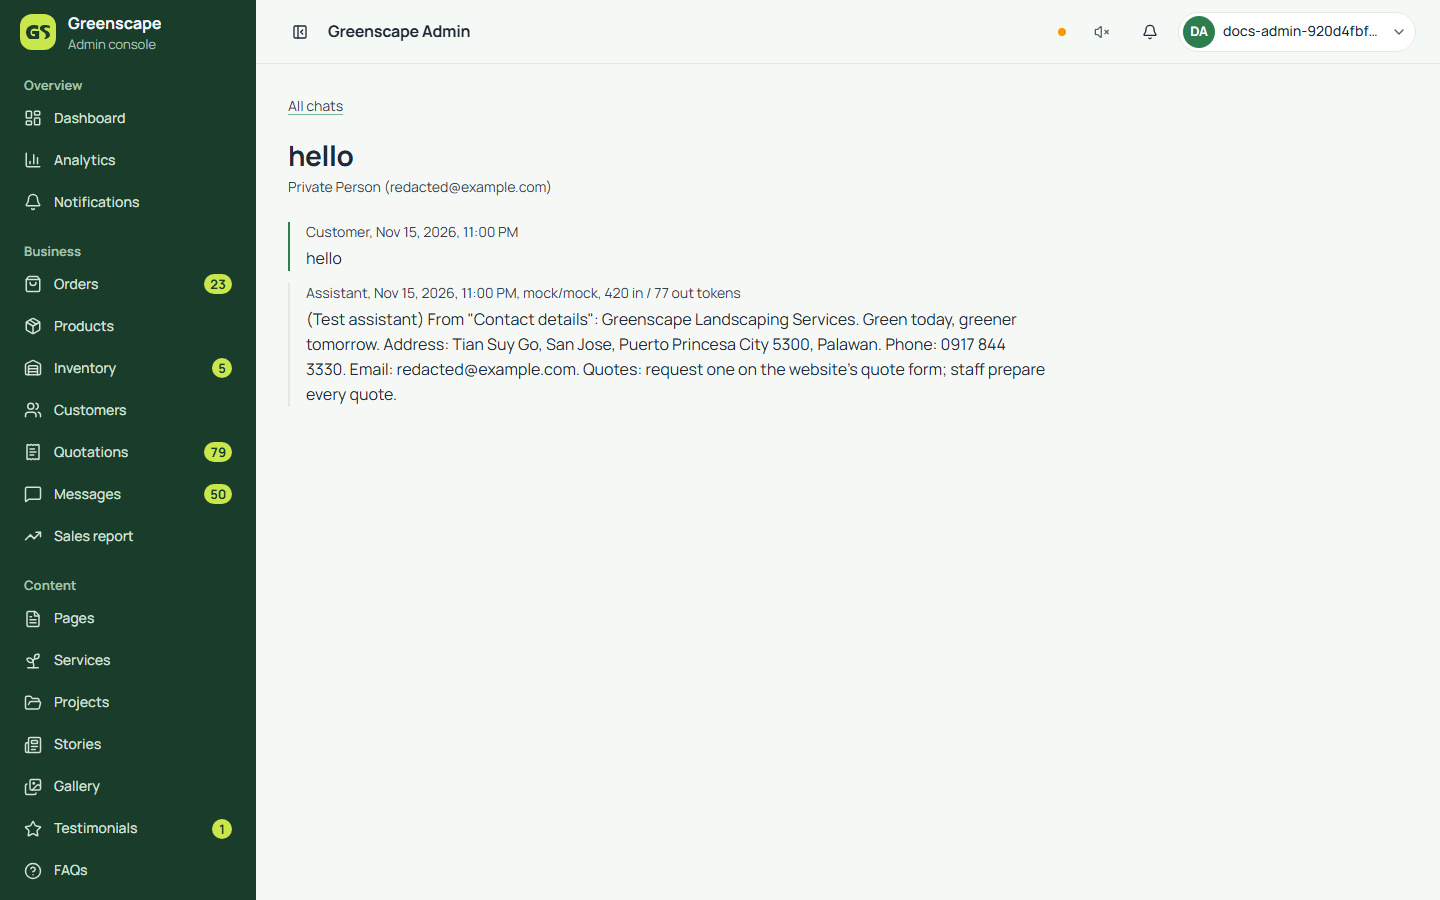 GS
Greenscape
Admin console
Overview
Dashboard
Analytics
Notifications
Business
Orders 23
Products
Inventory 5
Customers
Quotations 79
Messages 50
Sales report
Content
Pages
Services
Projects
Stories
Gallery
Testimonials 1
FAQs
Greenscape Admin
DA docs-admin-920d4fbf...
All chats
hello
Private Person (redacted@example.com)
Customer, Nov 15, 2026, 11:00 PM
hello
Assistant, Nov 15, 2026, 11:00 PM, mock/mock, 420 in / 77 out tokens
(Test assistant) From "Contact details": Greenscape Landscaping Services. Green today, greener
tomorrow. Address: Tian Suy Go, San Jose, Puerto Princesa City 5300, Palawan. Phone: 0917 844
3330. Email: redacted@example.com. Quotes: request one on the website's quote form; staff prepare
every quote.